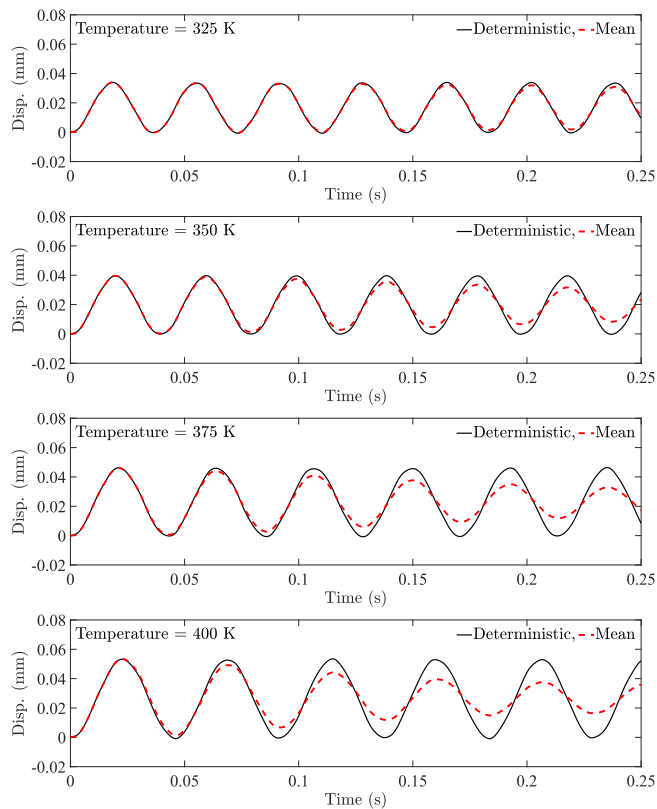 0.08
Temperature = 325 K
Deterministic, Mean
0.06
0.04
0.02
0
-0.02
Disp. (mm)
0 0.05 0.1 0.15 0.2 0.25
Time (s)
0.08
Temperature = 350 K
Deterministic, Mean
0.06
0.04
0.02
0
-0.02
Disp. (mm)
0 0.05 0.1 0.15 0.2 0.25
Time (s)
0.08
Temperature = 375 K
Deterministic, Mean
0.06
0.04
0.02
0
-0.02
Disp. (mm)
0 0.05 0.1 0.15 0.2 0.25
Time (s)
0.08
Temperature = 400 K
Deterministic, Mean
0.06
0.04
0.02
0
-0.02
Disp. (mm)
0 0.05 0.1 0.15 0.2 0.25
Time (s)